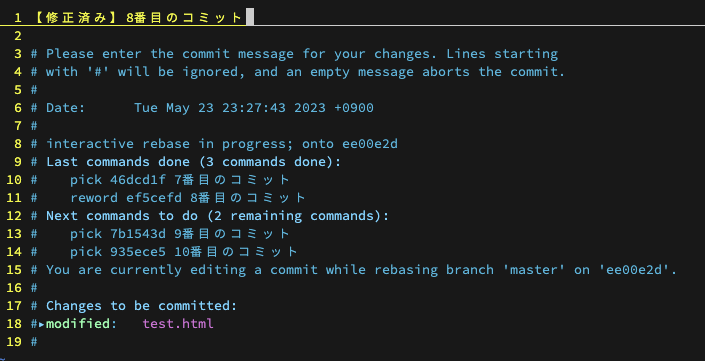 1 【修正済み】8番目のコミット
2
3 # Please enter the commit message for your changes. Lines starting
4 # with '#' will be ignored, and an empty message aborts the commit.
5 #
6 # Date:      Tue May 23 23:27:43 2023 +0900
7 #
8 # interactive rebase in progress; onto ee00e2d
9 # Last commands done (3 commands done):
10 #    pick 46dcd1f 7番目のコミット
11 #    reword ef5cefd 8番目のコミット
12 # Next commands to do (2 remaining commands):
13 #    pick 7b1543d 9番目のコミット
14 #    pick 935ece5 10番目のコミット
15 # You are currently editing a commit while rebasing branch 'master' on 'ee00e2d'.
16 #
17 # Changes to be committed:
18 #▸modified:   test.html
19 #
~